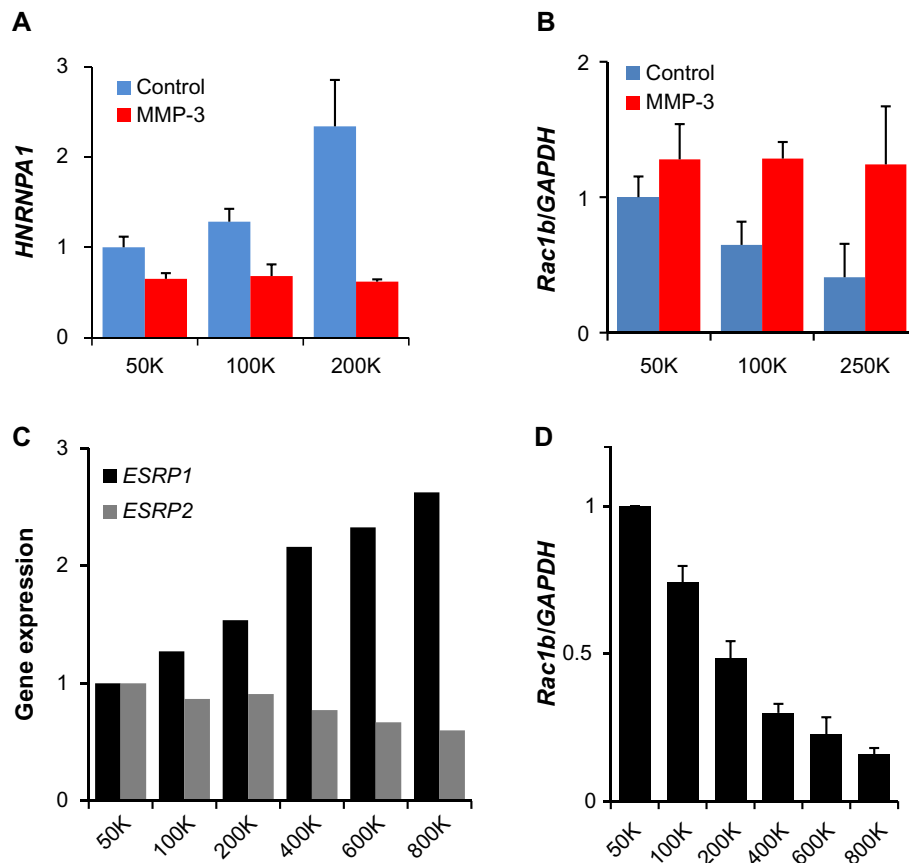 A
3
2
1
0
HNRNPA1
Control
MMP-3
50K 100K 200K
B
2
1
0
Rac1b/GAPDH
Control
MMP-3
50K 100K 250K
C
3
2
1
0
Gene expression
ESRP1
ESRP2
50K 100K 200K 400K 600K 800K
D
1
0.5
0
Rac1b/GAPDH
50K 100K 200K 400K 600K 800K